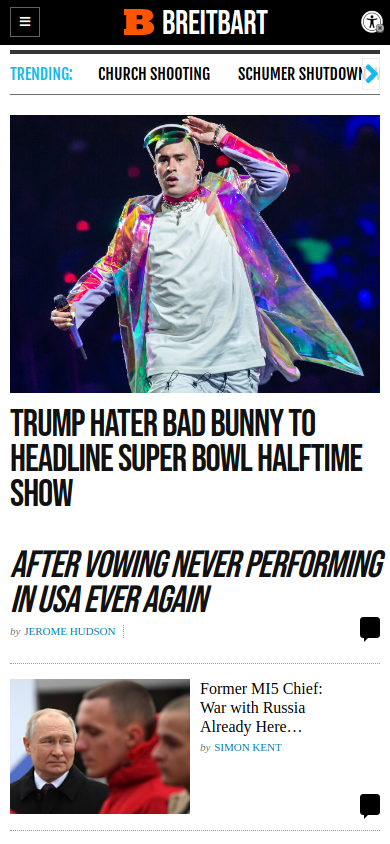 B BREITBART
TRENDING: CHURCH SHOOTING SCHUMER SHUTDOWN
TRUMP HATER BAD BUNNY TO
HEADLINE SUPER BOWL HALFTIME
SHOW
AFTER VOWING NEVER PERFORMING
IN USA EVER AGAIN
by JEROME HUDSON
Former MI5 Chief:
War with Russia
Already Here…
by SIMON KENT